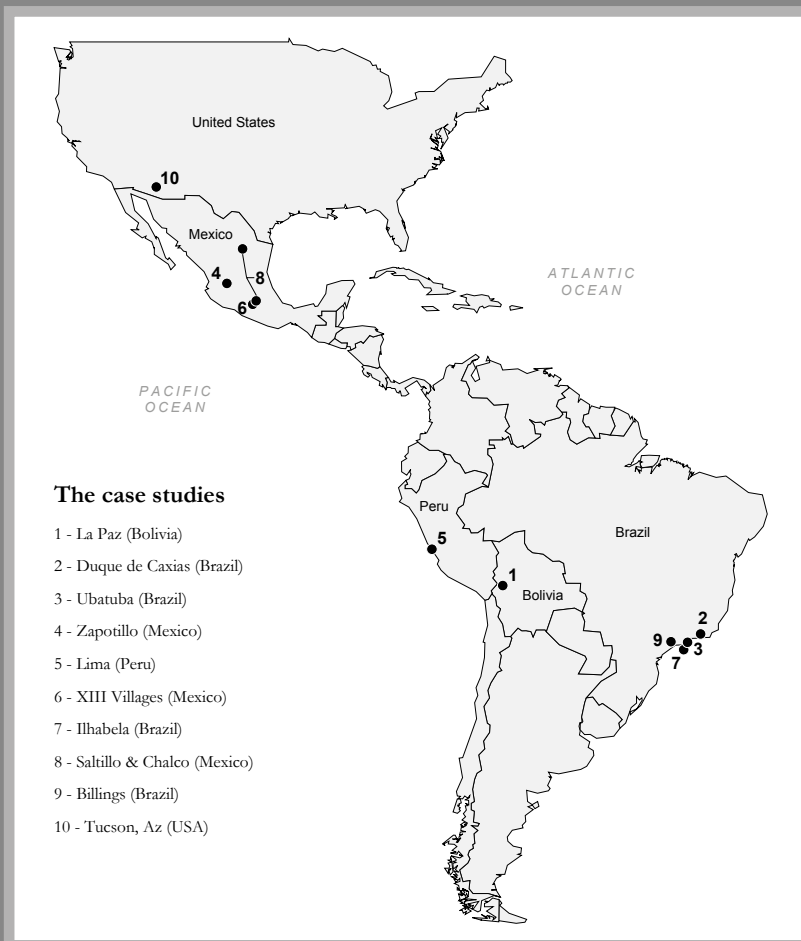 United States
10
Mexico
4
8
6
ATLANTIC
OCEAN
PACIFIC
OCEAN
The case studies
1 - La Paz (Bolivia)
2 - Duque de Caxias (Brazil)
3 - Ubatuba (Brazil)
4 - Zapotillo (Mexico)
5 - Lima (Peru)
6 - XIII Villages (Mexico)
7 - Ilhabela (Brazil)
8 - Saltillo & Chalco (Mexico)
9 - Billings (Brazil)
10 - Tucson, Az (USA)
Peru
5
Brazil
1
Bolivia
2
9
3
7